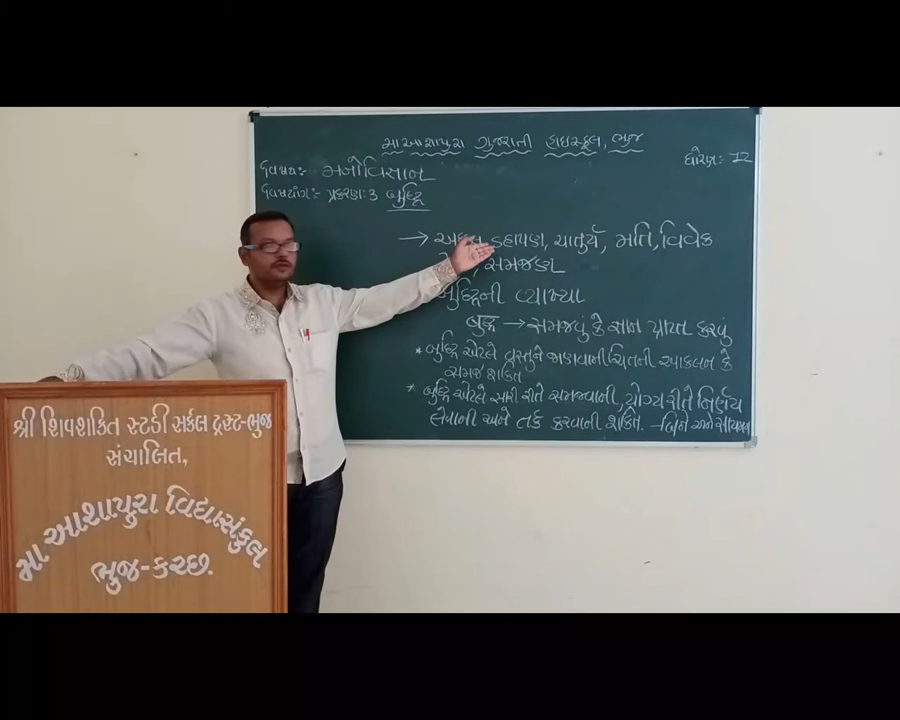 મા આશાપુરા ગુજરાતી હાઇસ્કૂલ, ભુજ
ધોરણ:- 12
વિષય:- મનોવિજ્ઞાન
વિષયાંગ:- પ્રકરણ: 3 બુદ્ધિ
→ અક્કલ ડહાપણ, ચાતુર્ય, મતિ, વિવેક
, સમજણ
બુદ્ધિની વ્યાખ્યા
બુદ્ધ → સમજવું કે જ્ઞાન પ્રાપ્ત કરવું
* બુદ્ધિ એટલે વસ્તુને જાણવાની ચિતની આકલન કે
સમજ શક્તિ
* બુદ્ધિ એટલે સારી રીતે સમજવાની, યોગ્ય રીતે નિર્ણય
લેવાની અને તર્ક કરવાની શક્તિ. - બિને અને સાયમન
શ્રી શિવશકિત સ્ટડી સર્કલ ટ્રસ્ટ-ભુજ
સંચાલિત,
મા આશાપુરા વિદ્યાસંકુલ
ભુજ-કચ્છ.